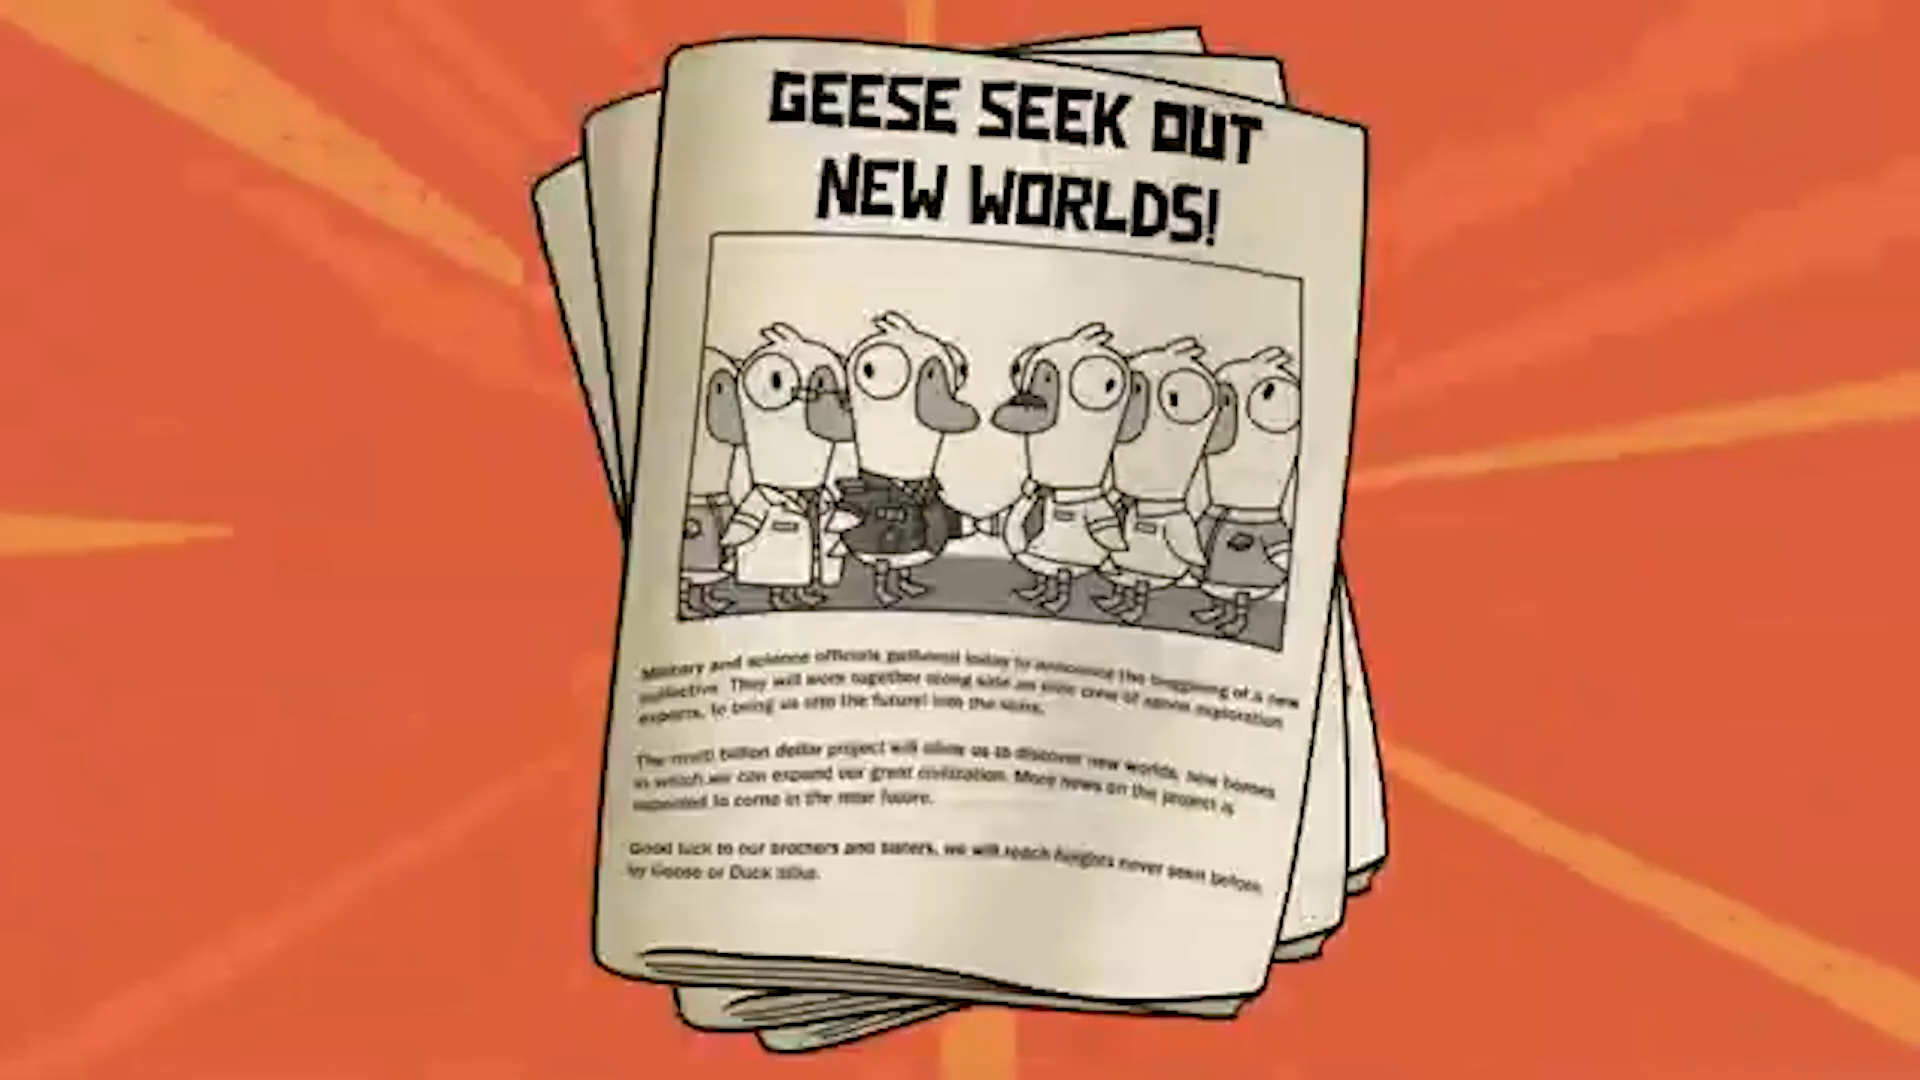 GEESE SEEK OUT
NEW WORLDS!
Military and science officials gathered today to announce the beginning of a new
collective. They will work together along side an elite crew of space exploration
experts, to bring us into the future! Into the skies.
The multi billion dollar project will allow us to discover new worlds, new homes
in which we can expand our great civilization. More news on the project is
expected to come in the near future.
Good luck to our brothers and sisters, we will reach heights never seen before
by Goose or Duck alike.